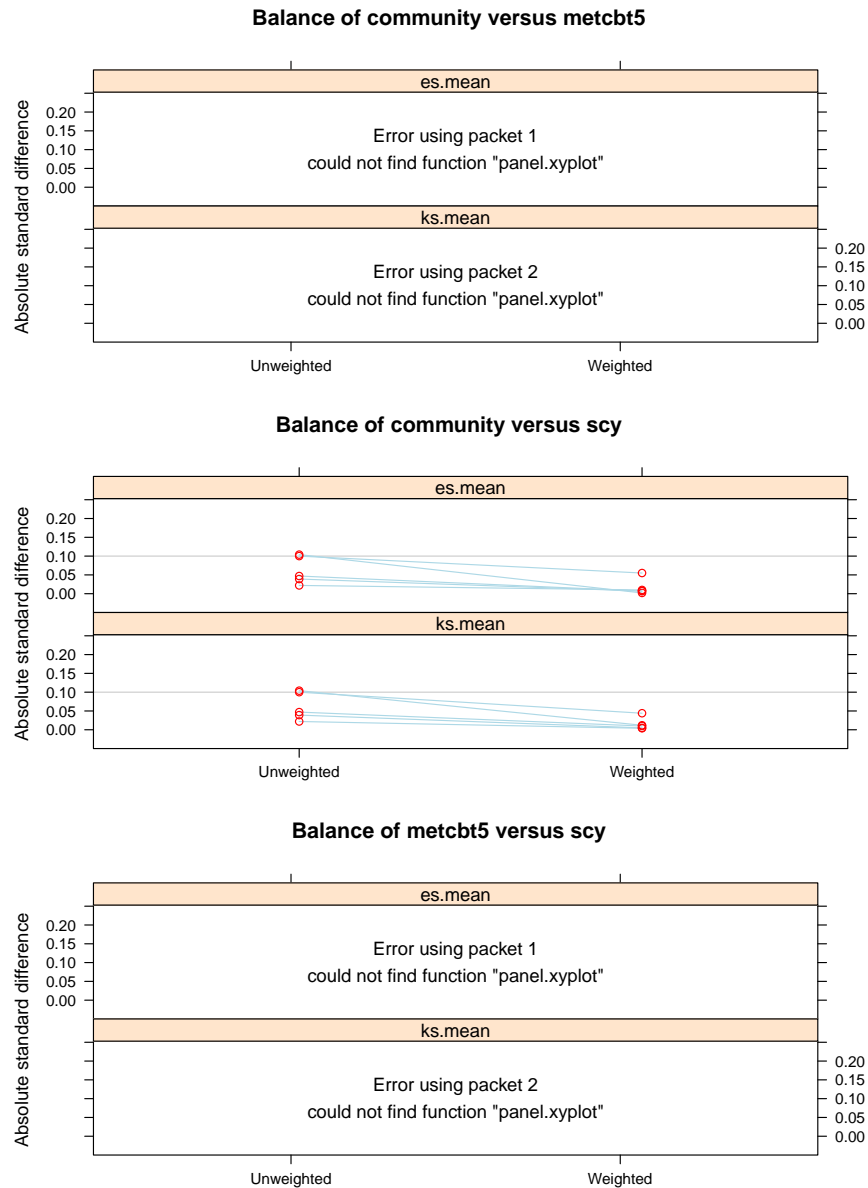 Balance of community versus metcbt5
es.mean
Absolute standard difference
0.20
0.15
0.10
0.05
0.00
Error using packet 1
could not find function "panel.xyplot"
ks.mean
Error using packet 2
could not find function "panel.xyplot"
0.20
0.15
0.10
0.05
0.00
Unweighted Weighted
Balance of community versus scy
es.mean
Absolute standard difference
0.20
0.15
0.10
0.05
0.00
ks.mean
0.20
0.15
0.10
0.05
0.00
Unweighted Weighted
Balance of metcbt5 versus scy
es.mean
Absolute standard difference
0.20
0.15
0.10
0.05
0.00
Error using packet 1
could not find function "panel.xyplot"
ks.mean
Error using packet 2
could not find function "panel.xyplot"
0.20
0.15
0.10
0.05
0.00
Unweighted Weighted